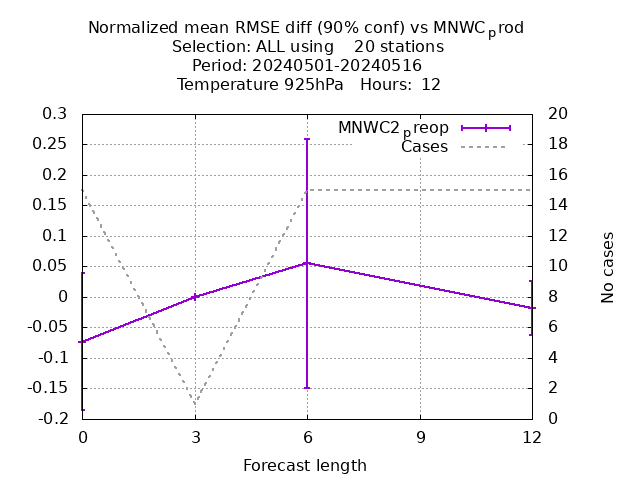 Normalized mean RMSE diff (90% conf) vs MNWC_prod
Selection: ALL using    20 stations
Period: 20240501-20240516
Temperature 925hPa   Hours:  12
MNWC2_preop
Cases
0.3
0.25
0.2
0.15
0.1
0.05
0
-0.05
-0.1
-0.15
-0.2
20
18
16
14
12
10
8
6
4
2
0
No cases
0 3 6 9 12
Forecast length